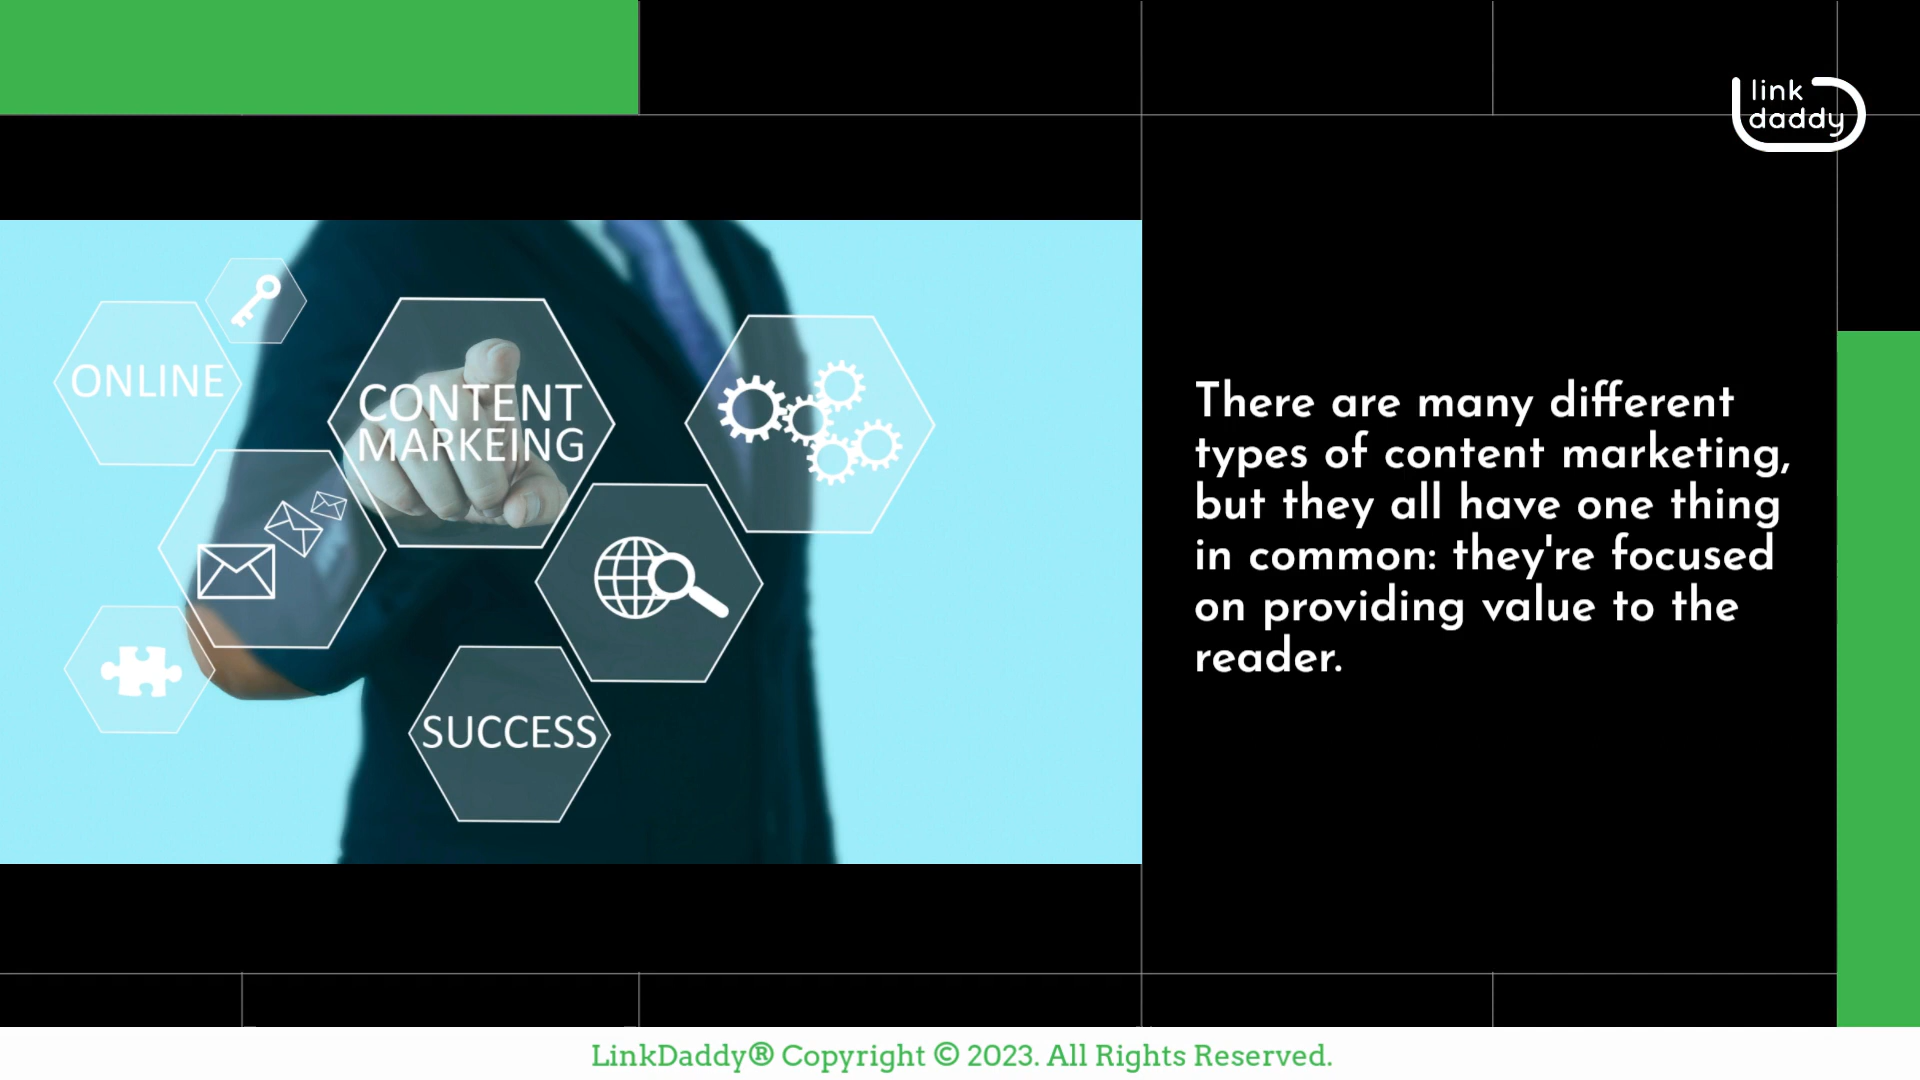 link
daddy
ONLINE
CONTENT
MARKEING
SUCCESS
There are many different
types of content marketing,
but they all have one thing
in common: they're focused
on providing value to the
reader.
LinkDaddy® Copyright © 2023. All Rights Reserved.